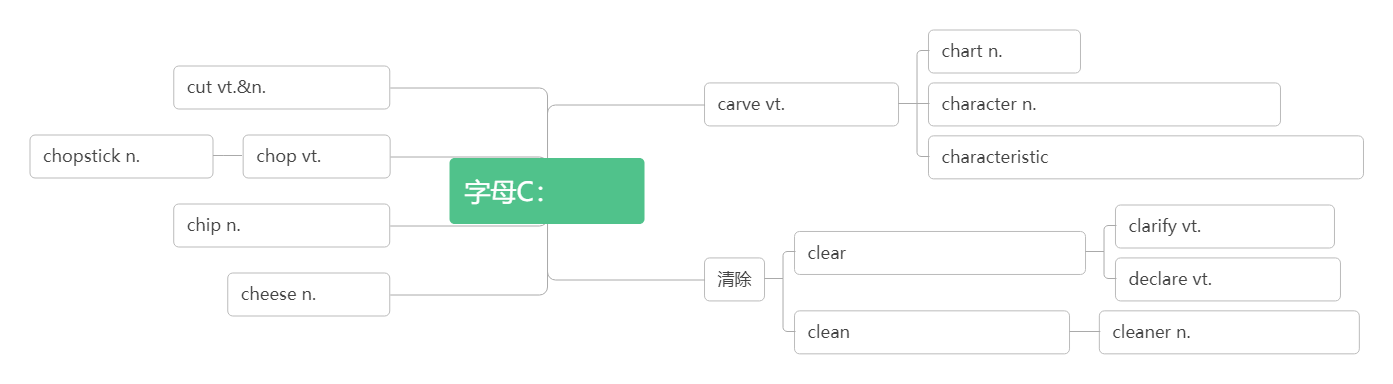 字母C：
cut vt.&n.
chop vt.
chopstick n.
chip n.
cheese n.
carve vt.
chart n.
character n.
characteristic
清除
clear
clarify vt.
declare vt.
clean
cleaner n.